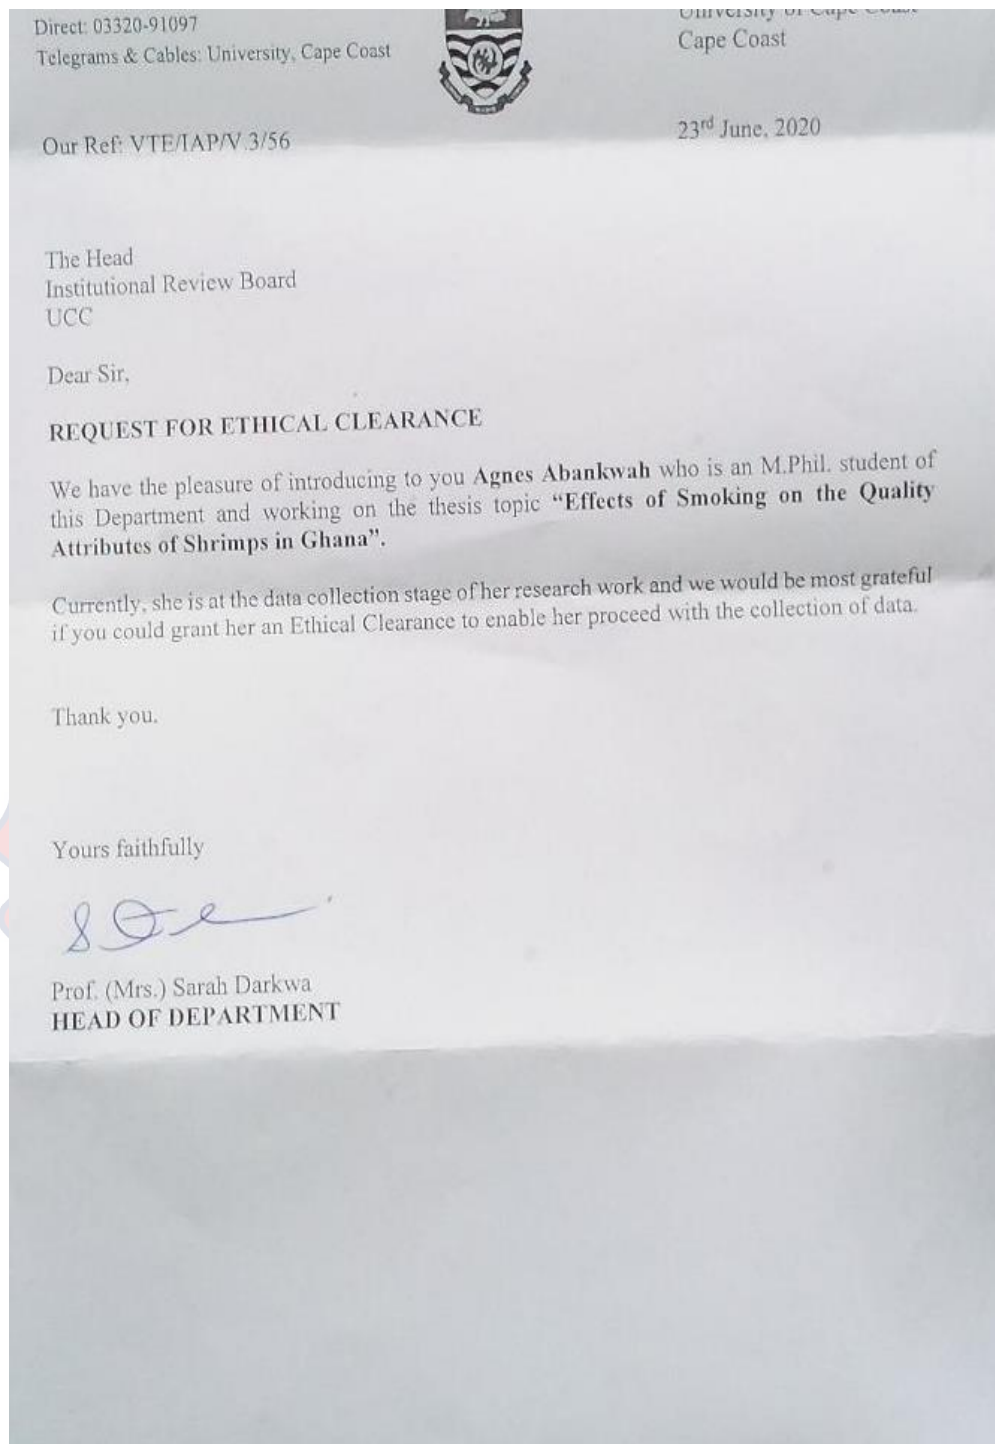 Direct: 03320-91097
Telegrams & Cables: University, Cape Coast
University of Cape Coast
Cape Coast
Our Ref: VTE/IAP/V.3/56
23rd June, 2020
The Head
Institutional Review Board
UCC
Dear Sir,
REQUEST FOR ETHICAL CLEARANCE
We have the pleasure of introducing to you Agnes Abankwah who is an M.Phil. student of
this Department and working on the thesis topic “Effects of Smoking on the Quality
Attributes of Shrimps in Ghana”.
Currently, she is at the data collection stage of her research work and we would be most grateful
if you could grant her an Ethical Clearance to enable her proceed with the collection of data.
Thank you.
Yours faithfully
Prof. (Mrs.) Sarah Darkwa
HEAD OF DEPARTMENT